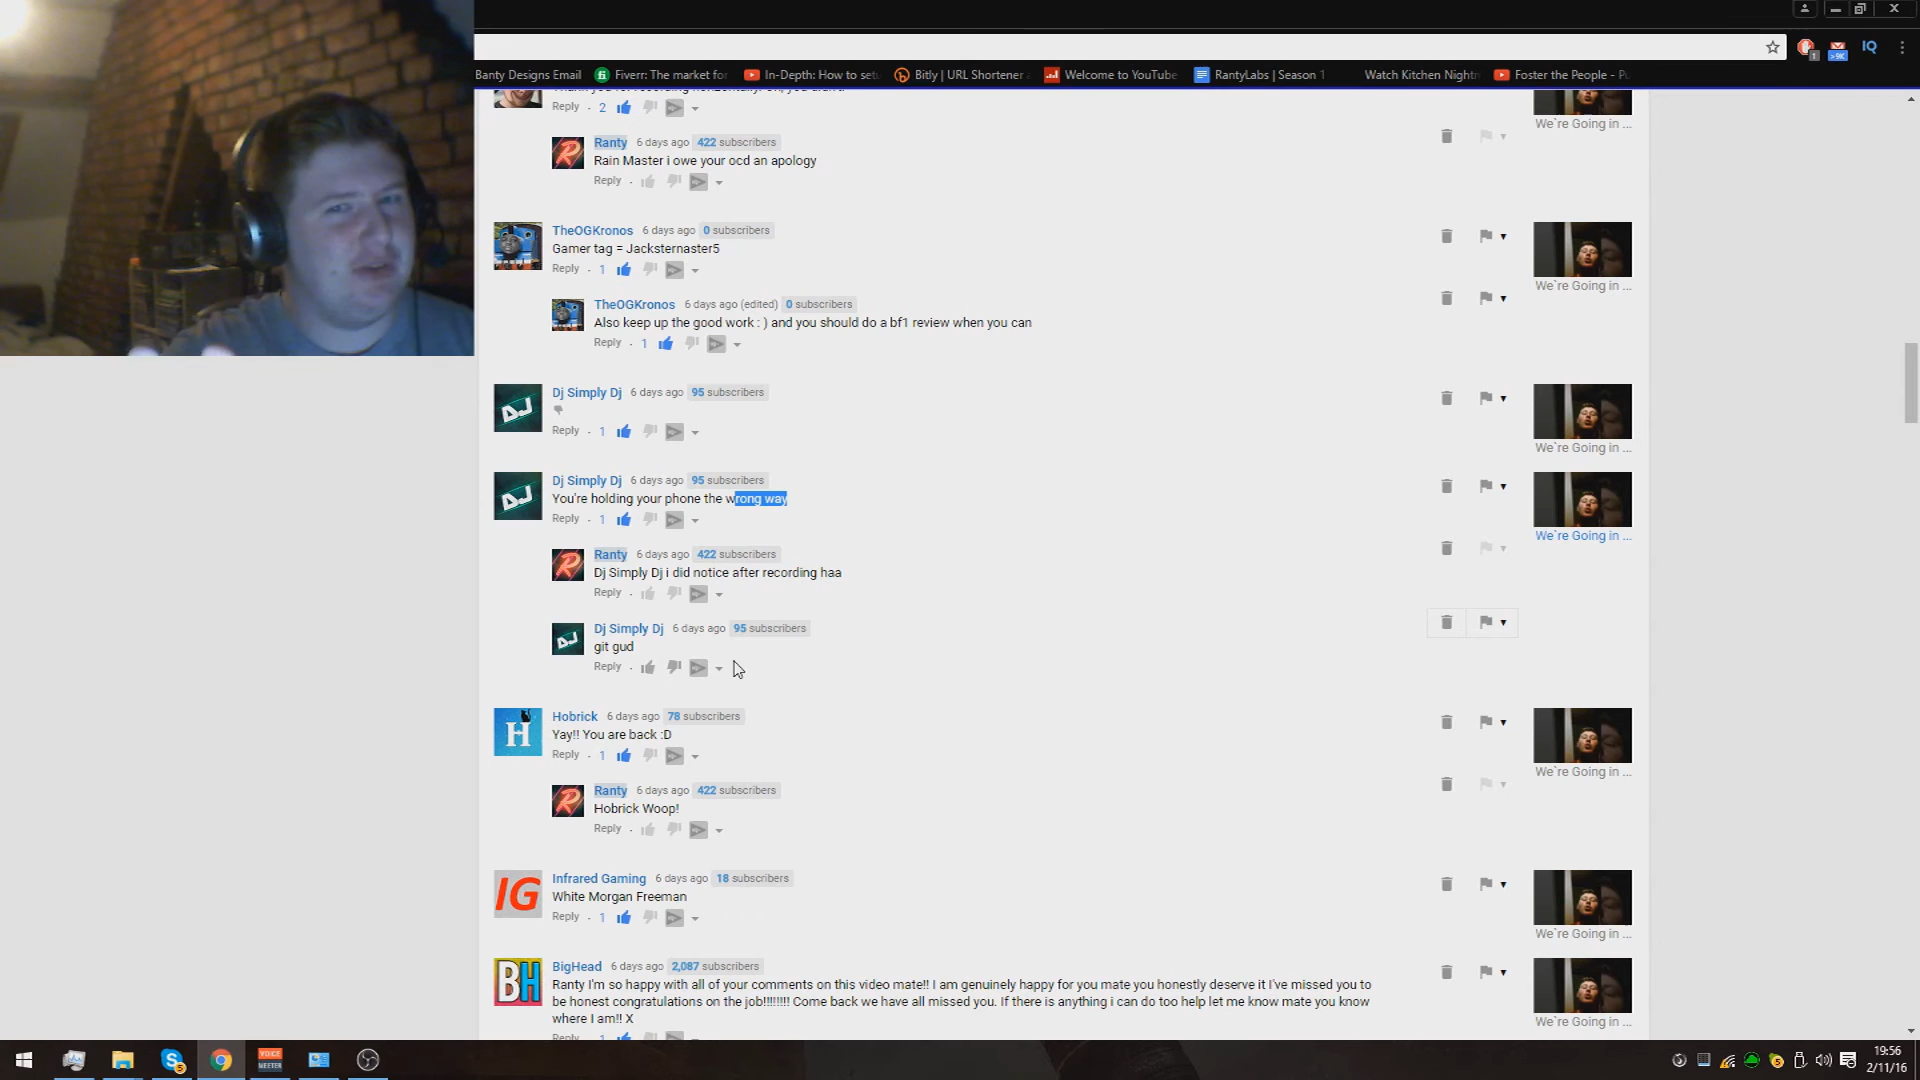 Banty Designs Email
Fiverr: The market for
In-Depth: How to set
Bitly | URL Shortener
Welcome to YouTube
RantyLabs | Season 1
Watch Kitchen Nightm
Foster the People - Pu
IQ
Reply · 2
We're Going in ...
Ranty 6 days ago 422 subscribers
Rain Master i owe your ocd an apology
Reply ·
TheOGKronos 6 days ago 0 subscribers
Gamer tag = Jacksternaster5
Reply · 1
We're Going in ...
TheOGKronos 6 days ago (edited) 0 subscribers
Also keep up the good work : ) and you should do a bf1 review when you can
Reply · 1
DJ
Dj Simply Dj 6 days ago 95 subscribers
Reply · 1
We're Going in ...
DJ
Dj Simply Dj 6 days ago 95 subscribers
You're holding your phone the wrong way
Reply · 1
We're Going in ...
Ranty 6 days ago 422 subscribers
Dj Simply Dj i did notice after recording haa
Reply ·
Dj Simply Dj 6 days ago 95 subscribers
git gud
Reply ·
H
Hobrick 6 days ago 78 subscribers
Yay!! You are back :D
Reply · 1
We're Going in ...
R
Ranty 6 days ago 422 subscribers
Hobrick Woop!
Reply ·
IG
Infrared Gaming 6 days ago 18 subscribers
White Morgan Freeman
Reply · 1
We're Going in ...
BH
BigHead 6 days ago 2,087 subscribers
Ranty I'm so happy with all of your comments on this video mate!! I am genuinely happy for you mate you honestly deserve it I've missed you to
be honest congratulations on the job!!!!!!!! Come back we have all missed you. If there is anything i can do too help let me know mate you know
where I am!! X
Reply · 1
We're Going in ...
VOICE
MEETER
19:56
2/11/16